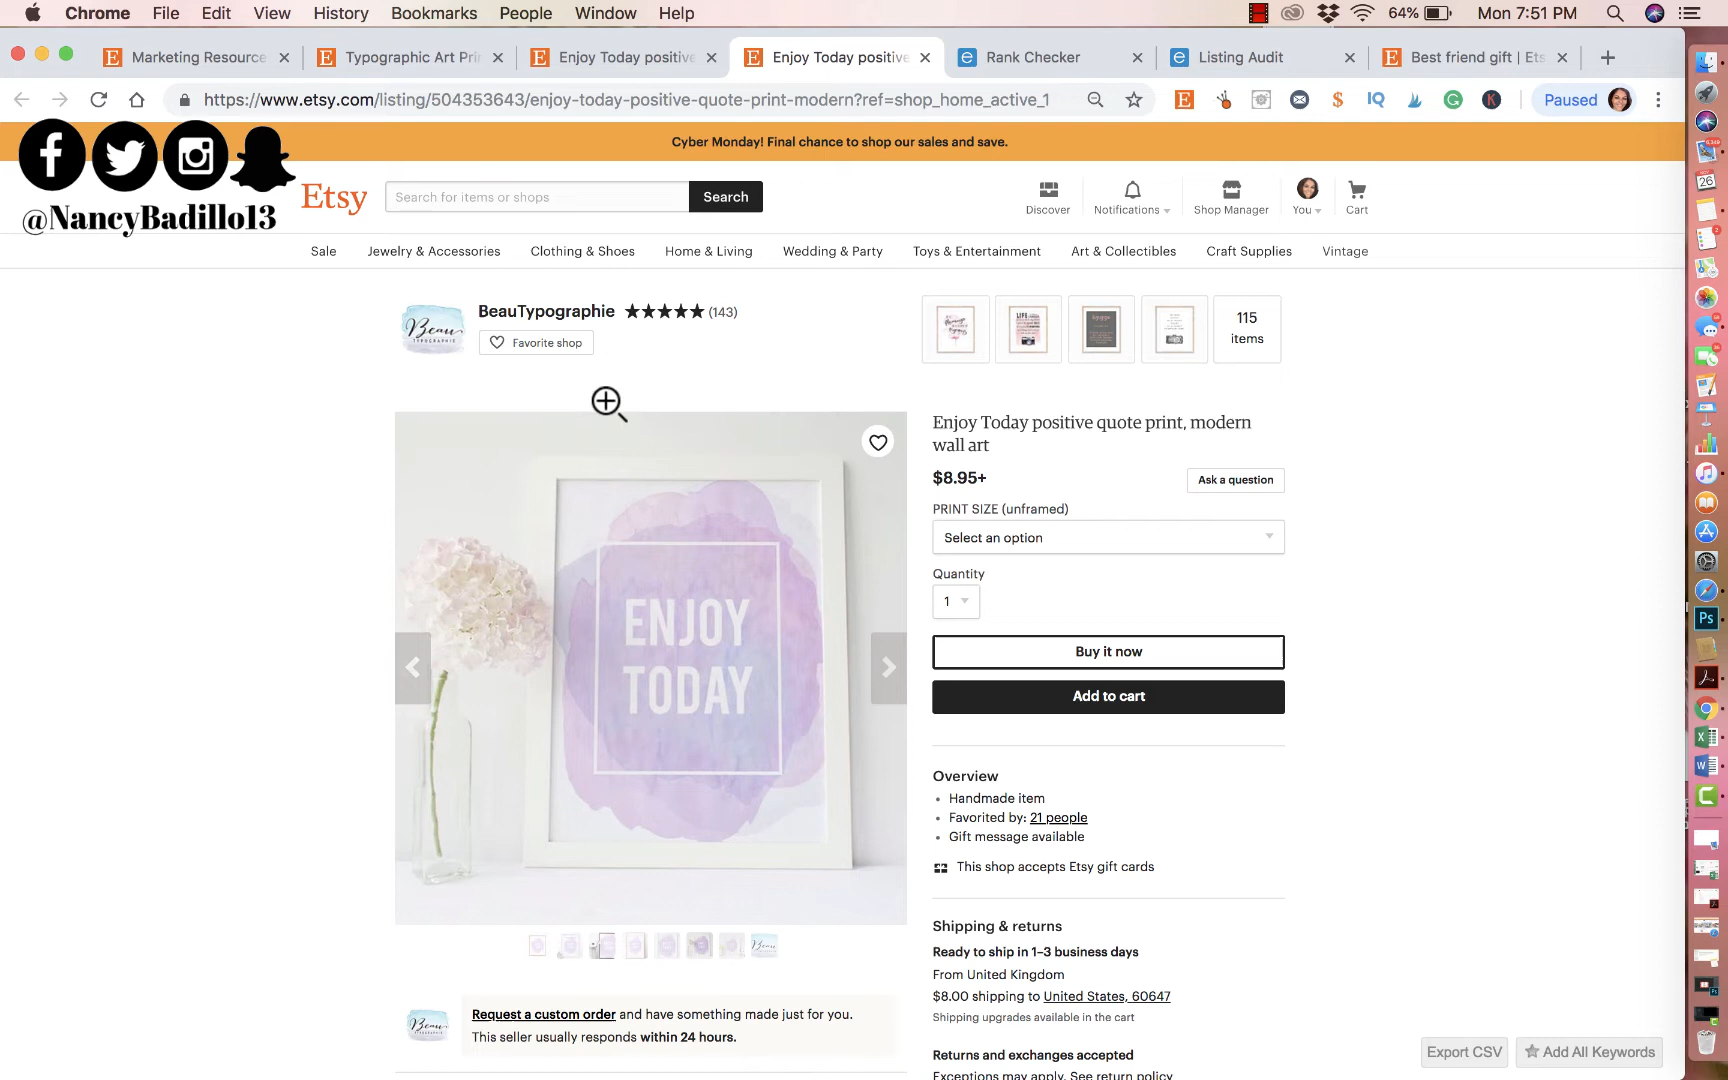 Chrome File Edit View History Bookmarks People Window Help 64% Mon 7:51 PM
Marketing Resource Typographic Art Prin Enjoy Today positive Enjoy Today positive Rank Checker Listing Audit Best friend gift | Ets
https://www.etsy.com/listing/504353643/enjoy-today-positive-quote-print-modern?ref=shop_home_active_1 Paused
Cyber Monday! Final chance to shop our sales and save.
@NancyBadillo13
Etsy Search for items or shops Search
Discover Notifications Shop Manager You Cart
Sale Jewelry & Accessories Clothing & Shoes Home & Living Wedding & Party Toys & Entertainment Art & Collectibles Craft Supplies Vintage
Beau
TYPOGRAPHIE
BeauTypographie ★★★★★ (143)
Favorite shop
115
items
ENJOY
TODAY
Enjoy Today positive quote print, modern
wall art
$8.95+ Ask a question
PRINT SIZE (unframed)
Select an option
Quantity
1
Buy it now
Add to cart
Overview
• Handmade item
• Favorited by: 21 people
• Gift message available
This shop accepts Etsy gift cards
Shipping & returns
Ready to ship in 1–3 business days
From United Kingdom
$8.00 shipping to United States, 60647
Shipping upgrades available in the cart
Returns and exchanges accepted
Exceptions may apply. See return policy
Request a custom order and have something made just for you.
This seller usually responds within 24 hours.
Export CSV Add All Keywords